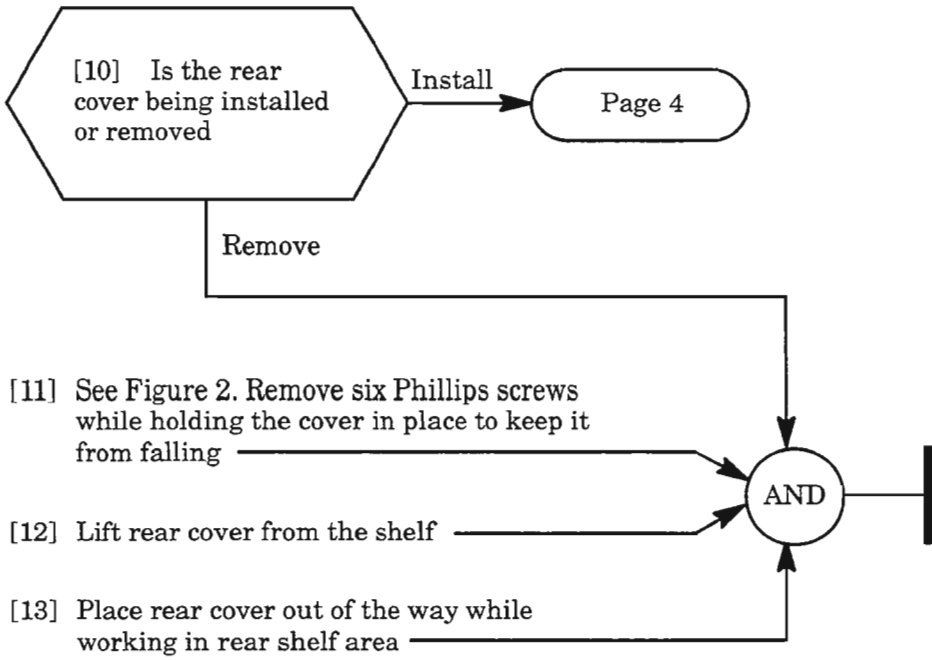 [10] Is the rear
cover being installed
or removed
Install
Page 4
Remove
[11] See Figure 2. Remove six Phillips screws
while holding the cover in place to keep it
from falling
AND
[12] Lift rear cover from the shelf
[13] Place rear cover out of the way while
working in rear shelf area